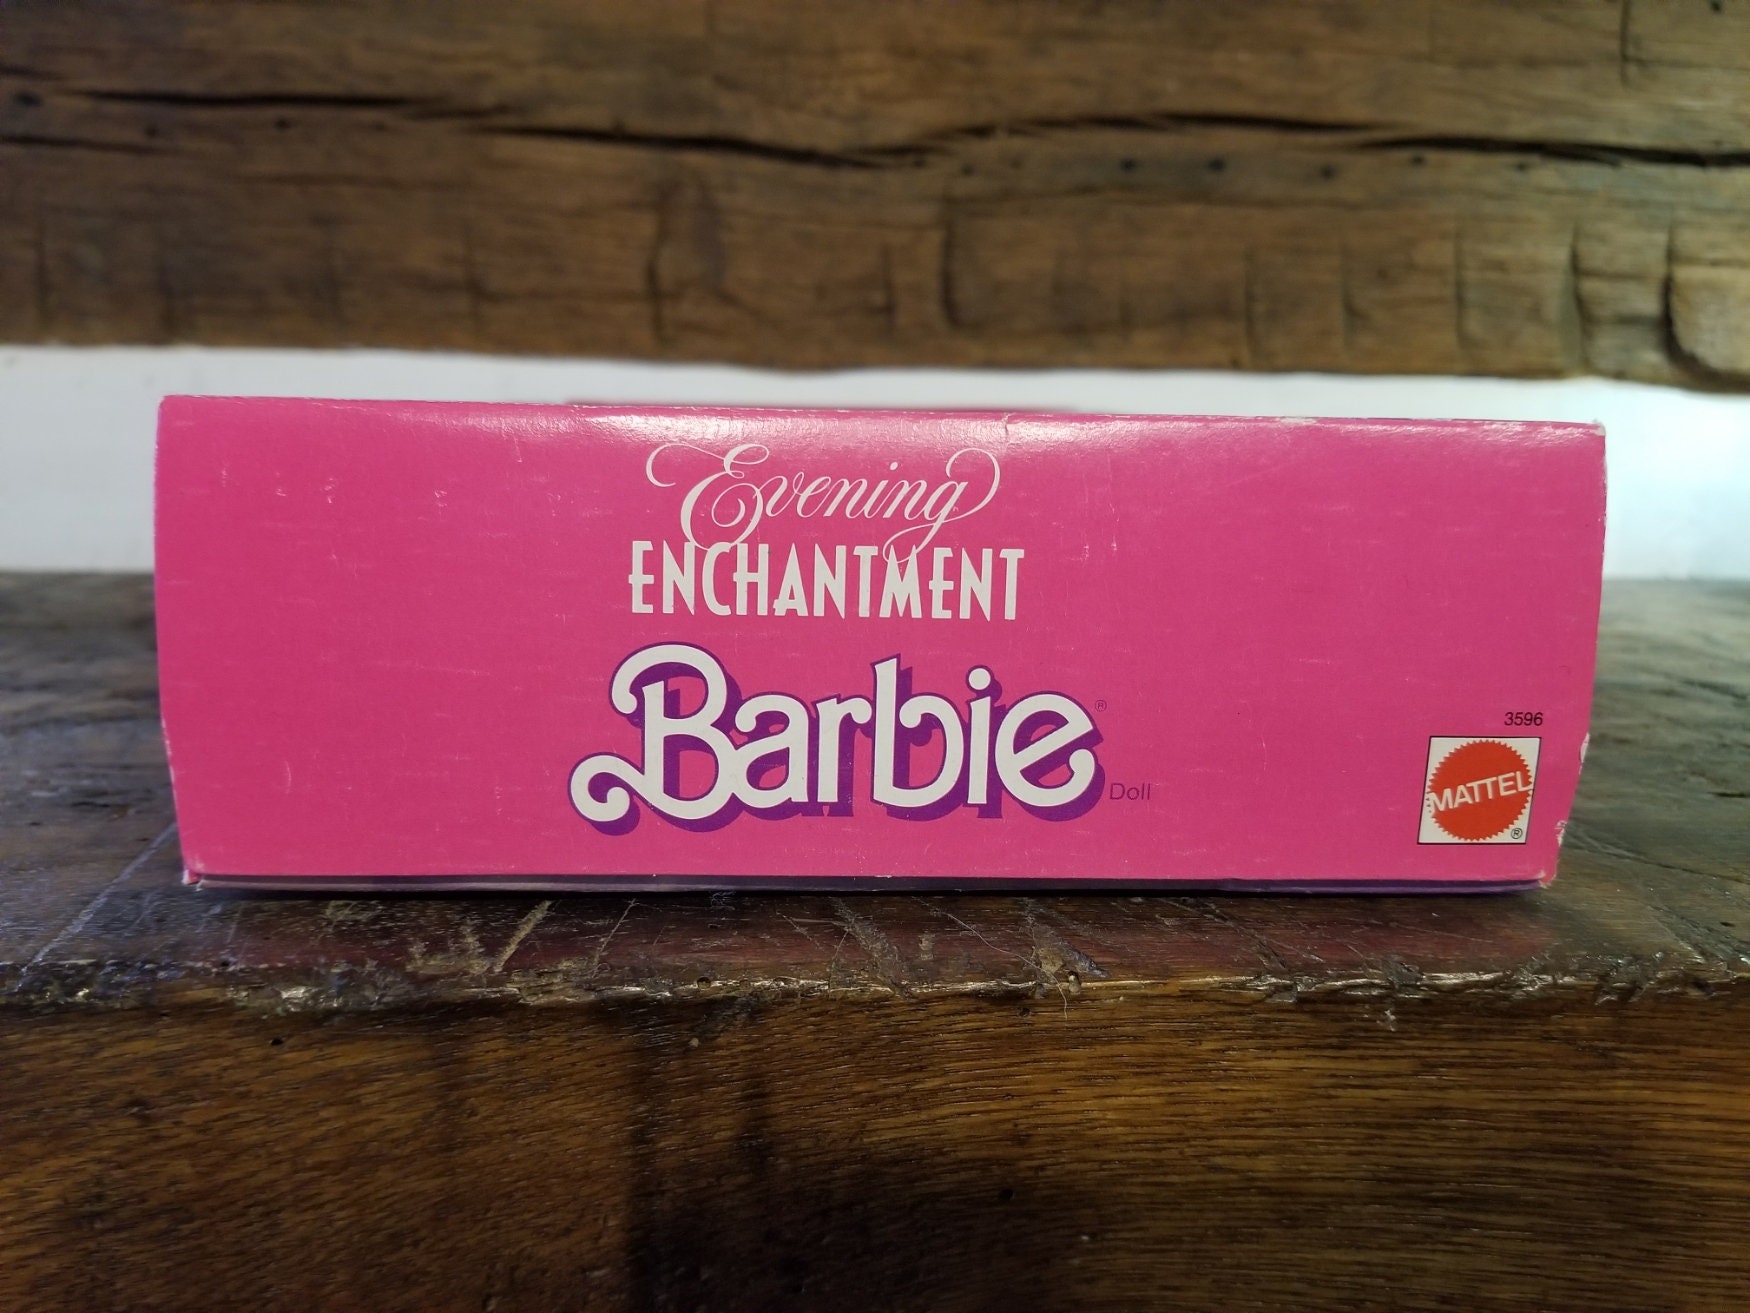 Evening
ENCHANTMENT
Barbie®
Doll
3596
MATTEL
®